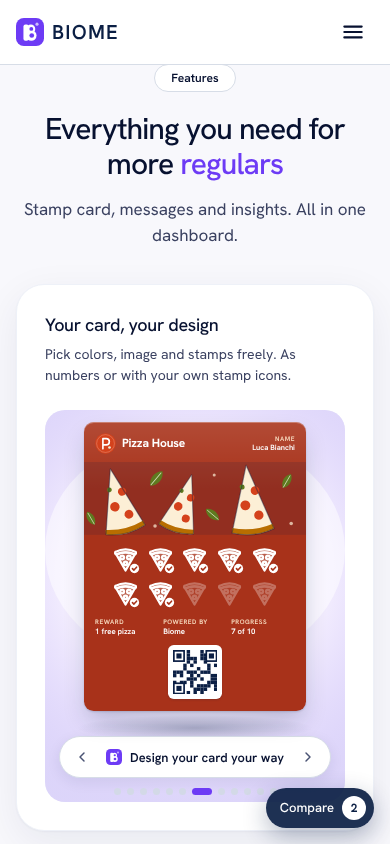 BIOME
Features
Everything you need for
more regulars
Stamp card, messages and insights. All in one
dashboard.
Your card, your design
Pick colors, image and stamps freely. As
numbers or with your own stamp icons.
Pizza House
NAME
Luca Bianchi
REWARD
1 free pizza
POWERED BY
Biome
PROGRESS
7 of 10
Design your card your way
Compare 2